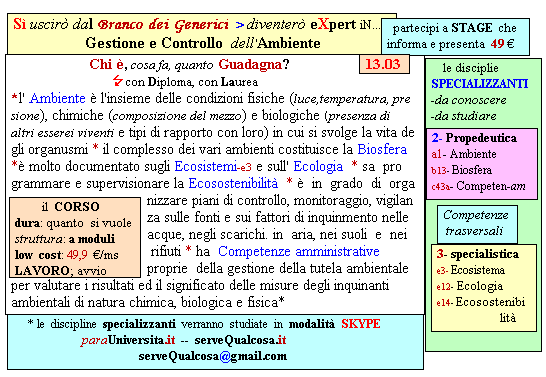 Si uscirò dal Branco dei Generici > diventerò eXpert iN...
Gestione e Controllo dell'Ambiente
partecipi a STAGE che
informa e presenta 49 €
Chi è, cosa fa, quanto Guadagna?
13.03
con Diploma, con Laurea
*l' Ambiente è l'insieme delle condizioni fisiche (luce,temperatura, pre
sione), chimiche (composizione del mezzo) e biologiche (presenza di
altri esserei viventi e tipi di rapporto con loro) in cui si svolge la vita de
gli organusmi * il complesso dei vari ambienti costituisce la Biosfera
*è molto documentato sugli Ecosistemi-e3 e sull' Ecologia * sa pro
grammare e supervisionare la Ecosostenibilità * è in grado di orga
nizzare piani di controllo, monitoraggio, vigilan
za sulle fonti e sui fattori di inquinmento nelle
acque, negli scarichi. in aria, nei suoli e nei
rifiuti * ha Competenze amministrative
proprie della gestione della tutela ambientale
per valutare i risultati ed il significato delle misure degli inquinanti
ambientali di natura chimica, biologica e fisica*
il CORSO
dura: quanto si vuole
struttura: a moduli
low cost: 49,9 €/ms
LAVORO; avvio
le disciplie
SPECIALIZZANTI
-da conoscere
-da studiare
2- Propedeutica
a1- Ambiente
b13- Biosfera
c43a- Competen-am
Competenze
trasversali
3- specialistica
e3- Ecosistema
e12- Ecologia
e14- Ecosostenibi
lità
* le discipline specializzanti verranno studiate in modalità SKYPE
paraUniversita.it -- serveQualcosa.it
serveQualcosa@gmail.com